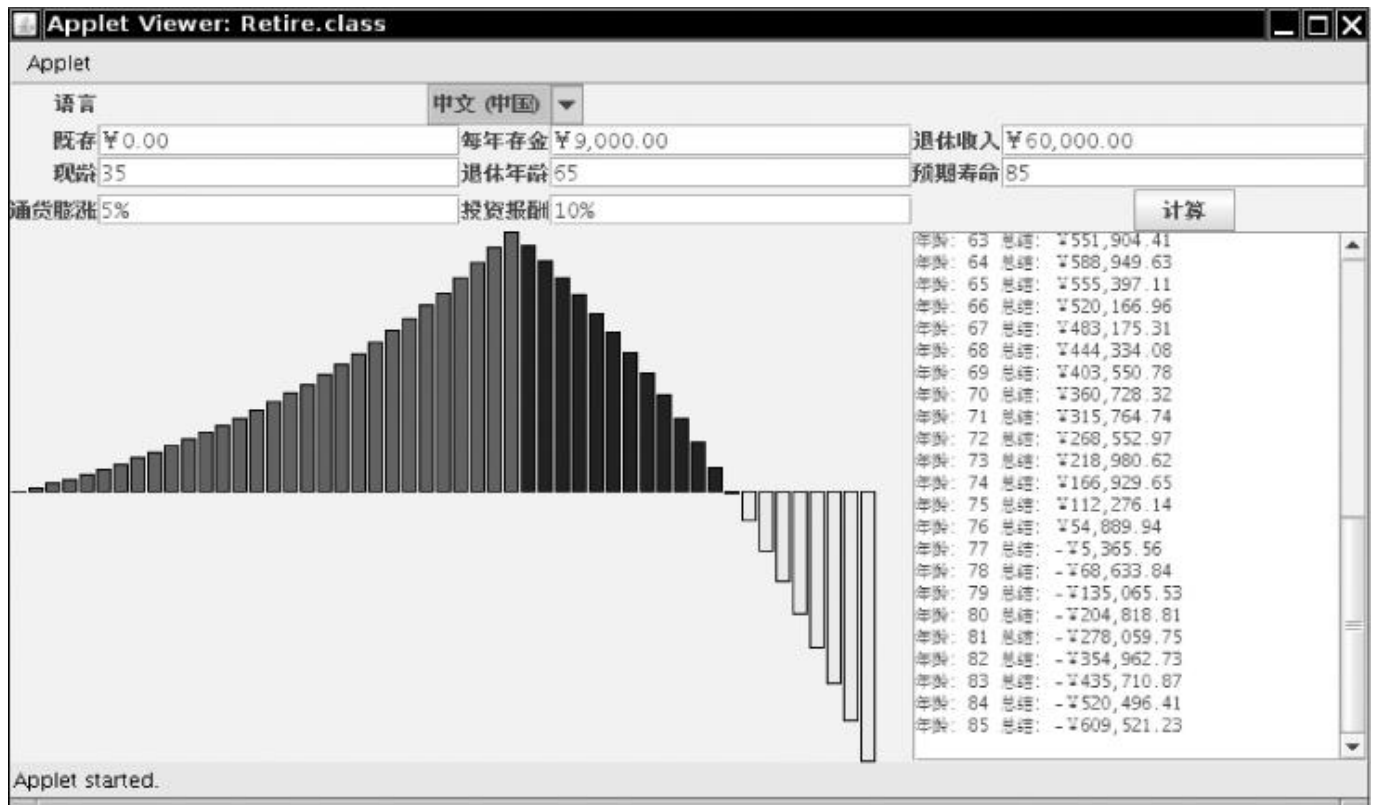 Applet Viewer: Retire.class
Applet
语言 中文 (中国)
既存 ￥0.00 每年存金 ￥9,000.00 退休收入 ￥60,000.00
现龄 35 退休年龄 65 预期寿命 85
通货膨涨 5% 投资报酬 10% 计算
年龄: 63 总结: ￥551,904.41
年龄: 64 总结: ￥588,949.63
年龄: 65 总结: ￥555,397.11
年龄: 66 总结: ￥520,166.96
年龄: 67 总结: ￥483,175.31
年龄: 68 总结: ￥444,334.08
年龄: 69 总结: ￥403,550.78
年龄: 70 总结: ￥360,728.32
年龄: 71 总结: ￥315,764.74
年龄: 72 总结: ￥268,552.97
年龄: 73 总结: ￥218,980.62
年龄: 74 总结: ￥166,929.65
年龄: 75 总结: ￥112,276.14
年龄: 76 总结: ￥54,889.94
年龄: 77 总结: -￥5,365.56
年龄: 78 总结: -￥68,633.84
年龄: 79 总结: -￥135,065.53
年龄: 80 总结: -￥204,818.81
年龄: 81 总结: -￥278,059.75
年龄: 82 总结: -￥354,962.73
年龄: 83 总结: -￥435,710.87
年龄: 84 总结: -￥520,496.41
年龄: 85 总结: -￥609,521.23
Applet started.